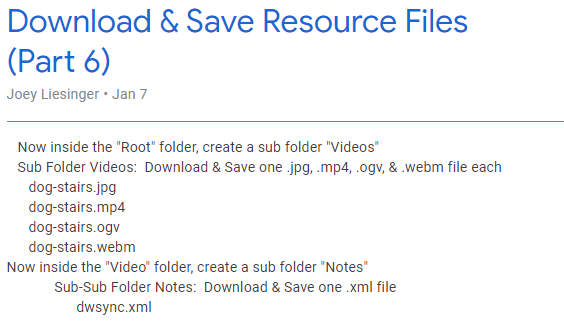 Download & Save Resource Files
(Part 6)
Joey Liesinger • Jan 7
Now inside the "Root" folder, create a sub folder "Videos"
Sub Folder Videos:  Download & Save one .jpg, .mp4, .ogv, & .webm file each
dog-stairs.jpg
dog-stairs.mp4
dog-stairs.ogv
dog-stairs.webm
Now inside the "Video" folder, create a sub folder "Notes"
Sub-Sub Folder Notes:  Download & Save one .xml file
dwsync.xml